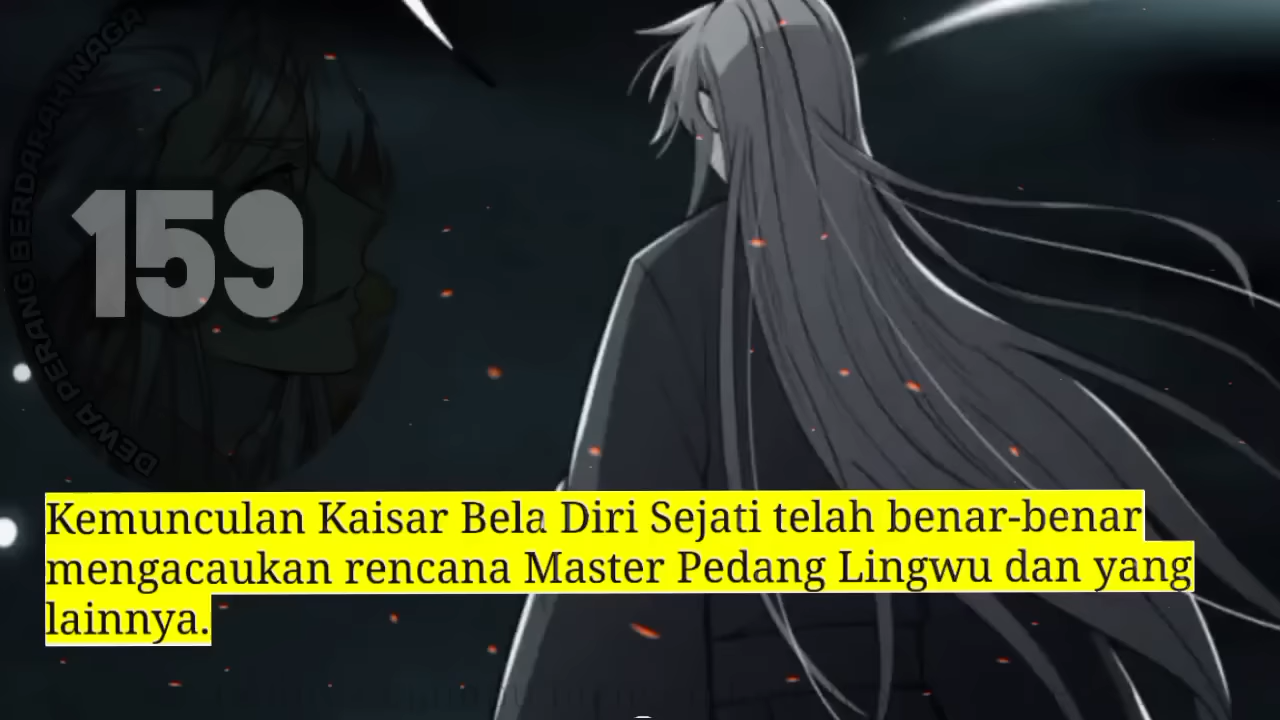 DEWA PERANG BERDARAH NAGA
159
Kemunculan Kaisar Bela Diri Sejati telah benar-benar
mengacaukan rencana Master Pedang Lingwu dan yang
lainnya.